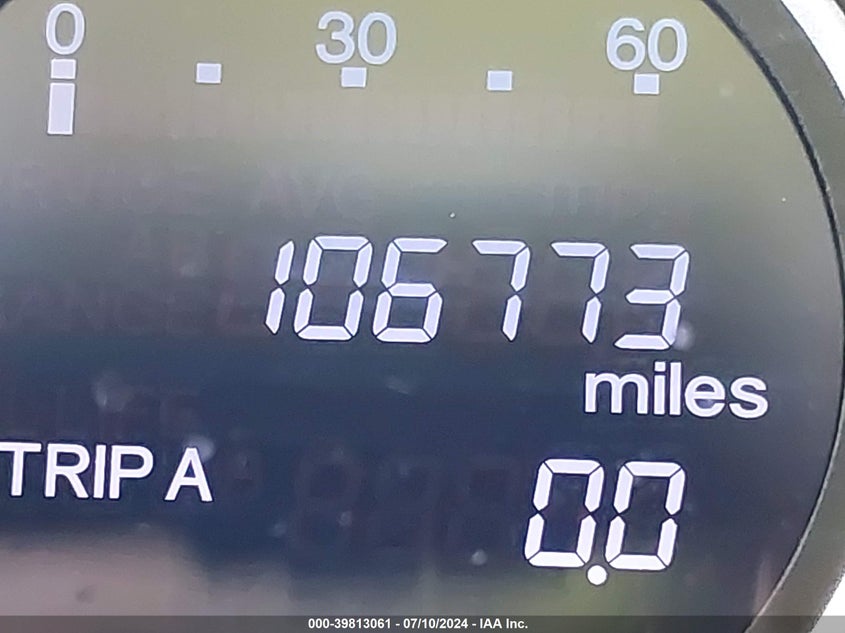 0 30 60
106773
miles
TRIP A 0.0
000-39813061 - 07/10/2024 - IAA Inc.